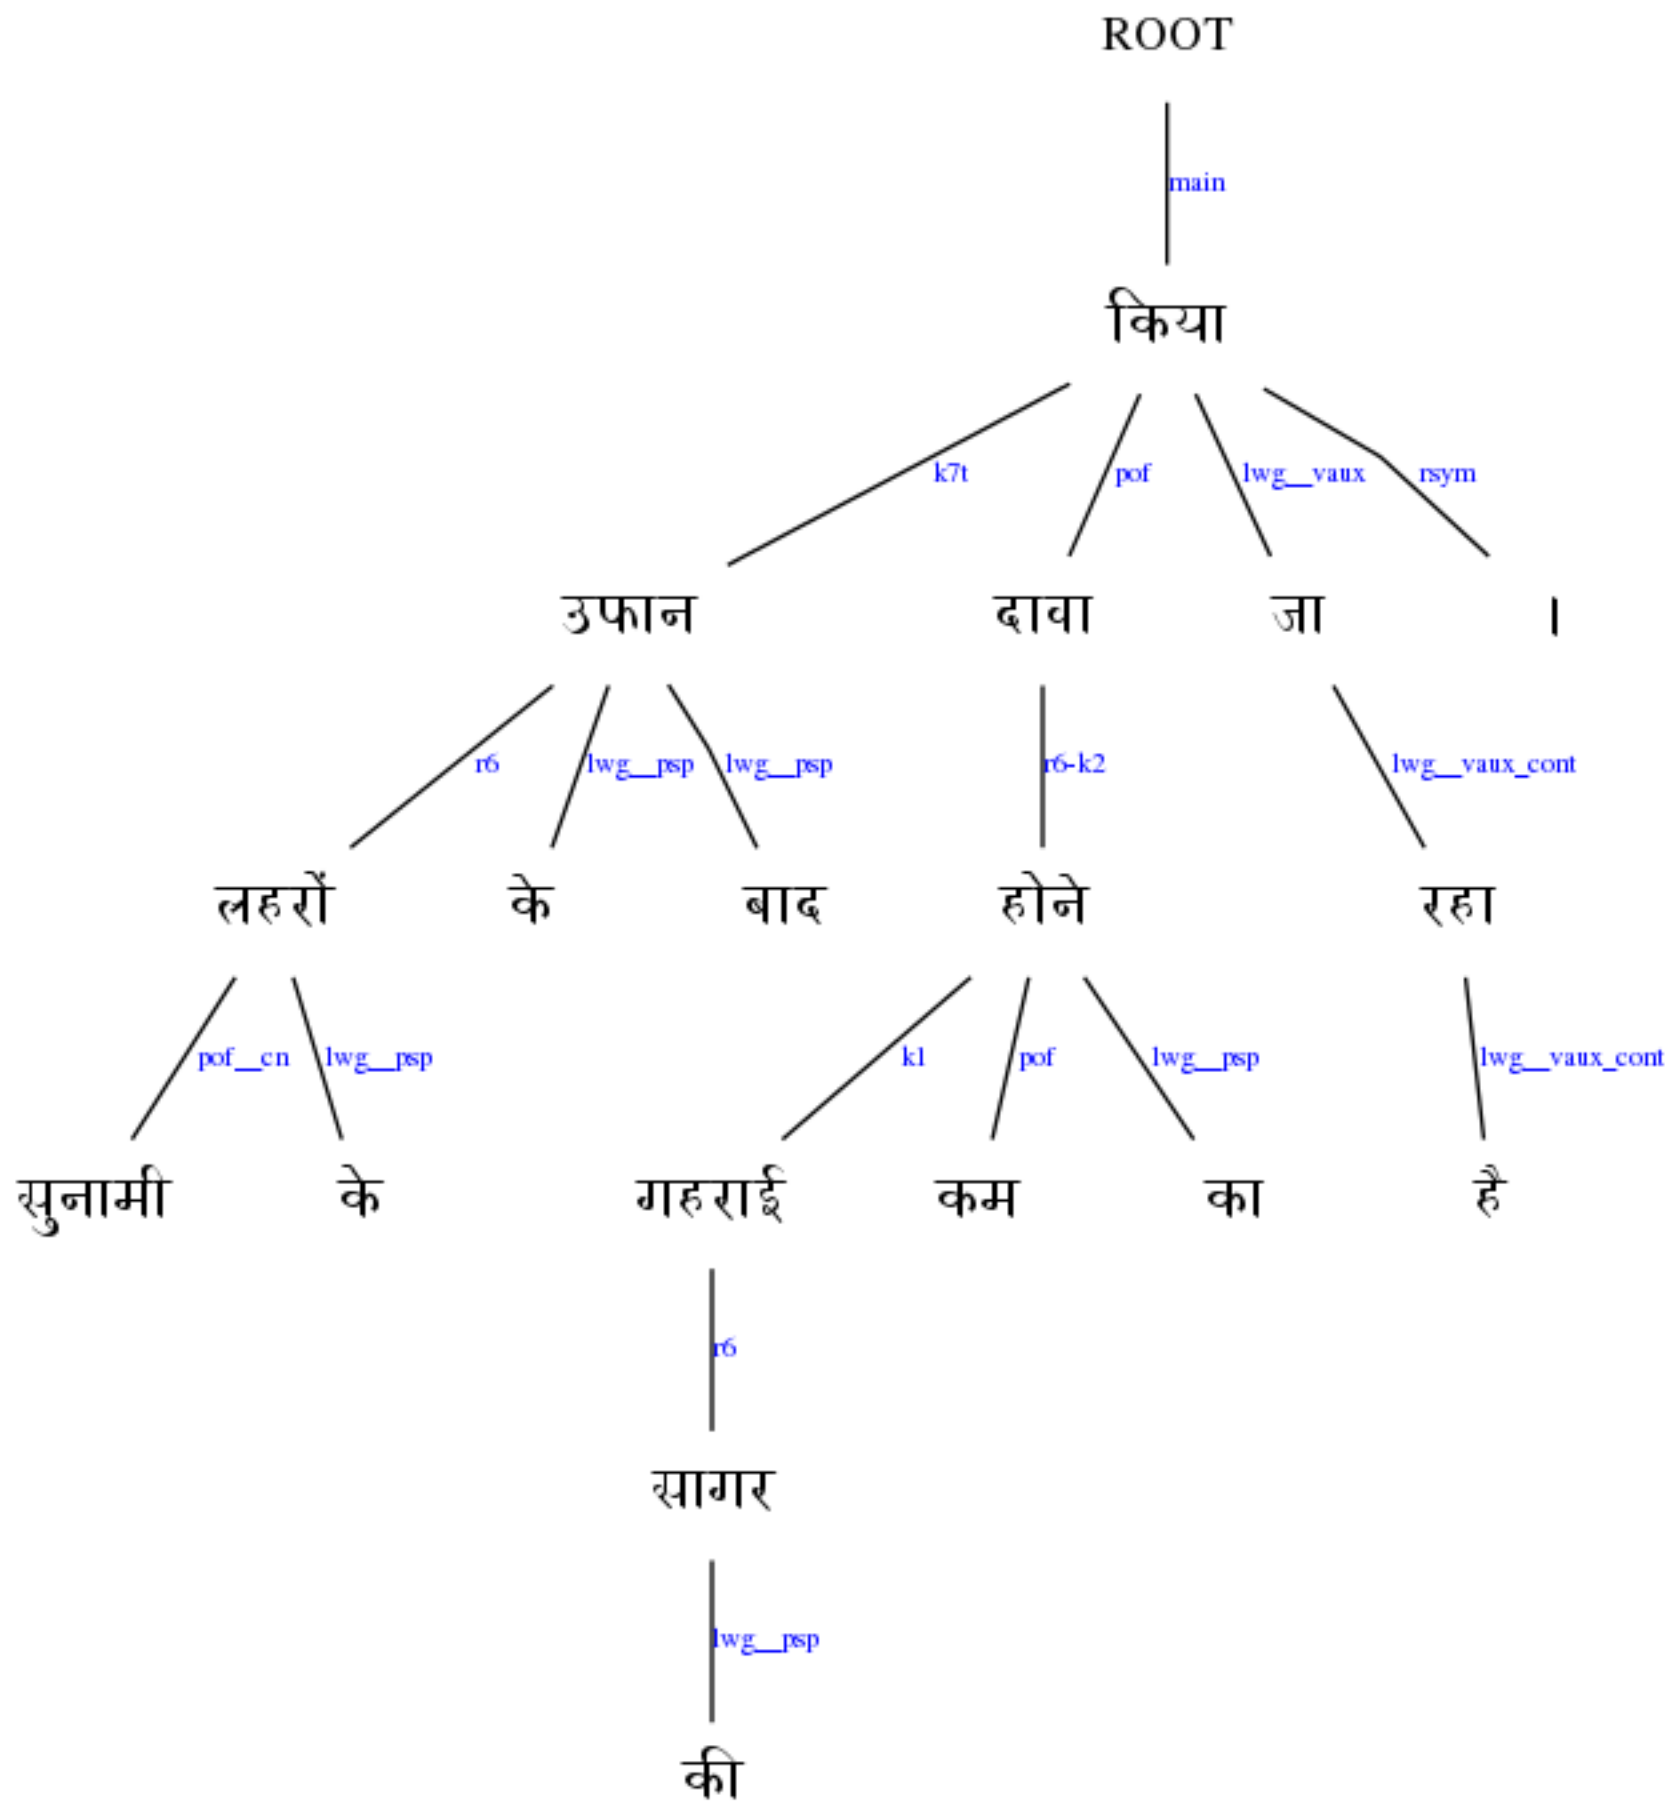 ROOT
main
किया
k7t pof lwg__vaux rsym
उफान दावा जा ।
r6 lwg__psp lwg__psp r6-k2 lwg__vaux_cont
लहरों के बाद होने रहा
pof__cn lwg__psp k1 pof lwg__psp lwg__vaux_cont
सुनामी के गहराई कम का है
r6
सागर
lwg__psp
की